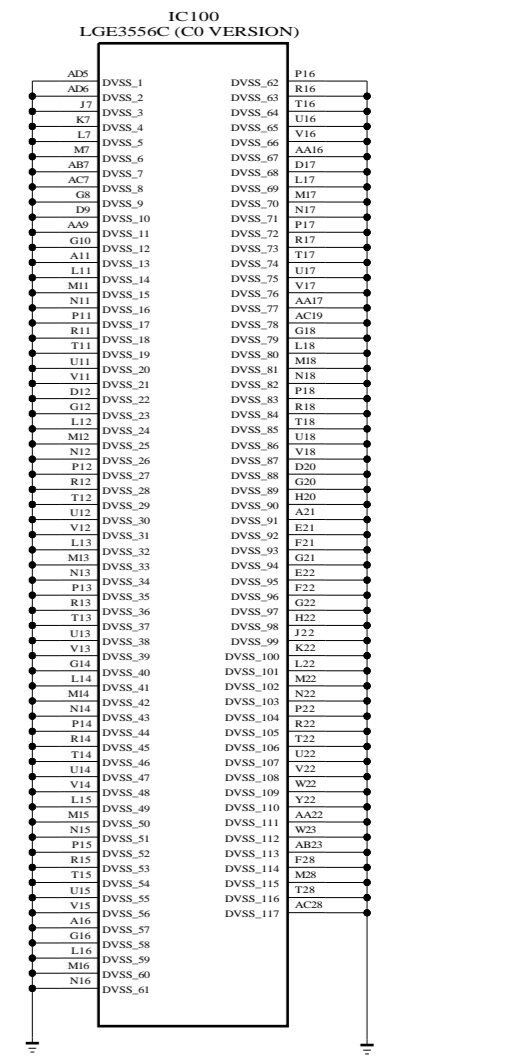 IC100
LGE3556C (C0 VERSION)
AD5 DVSS_1
AD6 DVSS_2
J7 DVSS_3
K7 DVSS_4
L7 DVSS_5
M7 DVSS_6
AB7 DVSS_7
AC7 DVSS_8
G8 DVSS_9
D9 DVSS_10
AA9 DVSS_11
G10 DVSS_12
A11 DVSS_13
L11 DVSS_14
M11 DVSS_15
N11 DVSS_16
P11 DVSS_17
R11 DVSS_18
T11 DVSS_19
U11 DVSS_20
V11 DVSS_21
D12 DVSS_22
G12 DVSS_23
L12 DVSS_24
M12 DVSS_25
N12 DVSS_26
P12 DVSS_27
R12 DVSS_28
T12 DVSS_29
U12 DVSS_30
V12 DVSS_31
L13 DVSS_32
M13 DVSS_33
N13 DVSS_34
P13 DVSS_35
R13 DVSS_36
T13 DVSS_37
U13 DVSS_38
V13 DVSS_39
G14 DVSS_40
L14 DVSS_41
M14 DVSS_42
N14 DVSS_43
P14 DVSS_44
R14 DVSS_45
T14 DVSS_46
U14 DVSS_47
V14 DVSS_48
L15 DVSS_49
M15 DVSS_50
N15 DVSS_51
P15 DVSS_52
R15 DVSS_53
T15 DVSS_54
U15 DVSS_55
V15 DVSS_56
A16 DVSS_57
G16 DVSS_58
L16 DVSS_59
M16 DVSS_60
N16 DVSS_61
DVSS_62 P16
DVSS_63 R16
DVSS_64 T16
DVSS_65 U16
DVSS_66 V16
DVSS_67 AA16
DVSS_68 D17
DVSS_69 L17
DVSS_70 M17
DVSS_71 N17
DVSS_72 P17
DVSS_73 R17
DVSS_74 T17
DVSS_75 U17
DVSS_76 V17
DVSS_77 AA17
DVSS_78 AC19
DVSS_79 G18
DVSS_80 L18
DVSS_81 M18
DVSS_82 N18
DVSS_83 P18
DVSS_84 R18
DVSS_85 T18
DVSS_86 U18
DVSS_87 V18
DVSS_88 D20
DVSS_89 G20
DVSS_90 H20
DVSS_91 A21
DVSS_92 E21
DVSS_93 F21
DVSS_94 G21
DVSS_95 E22
DVSS_96 F22
DVSS_97 G22
DVSS_98 H22
DVSS_99 J22
DVSS_100 K22
DVSS_101 L22
DVSS_102 M22
DVSS_103 N22
DVSS_104 P22
DVSS_105 R22
DVSS_106 T22
DVSS_107 U22
DVSS_108 V22
DVSS_109 W22
DVSS_110 Y22
DVSS_111 AA22
DVSS_112 W23
DVSS_113 AB23
DVSS_114 F28
DVSS_115 M28
DVSS_116 T28
DVSS_117 AC28